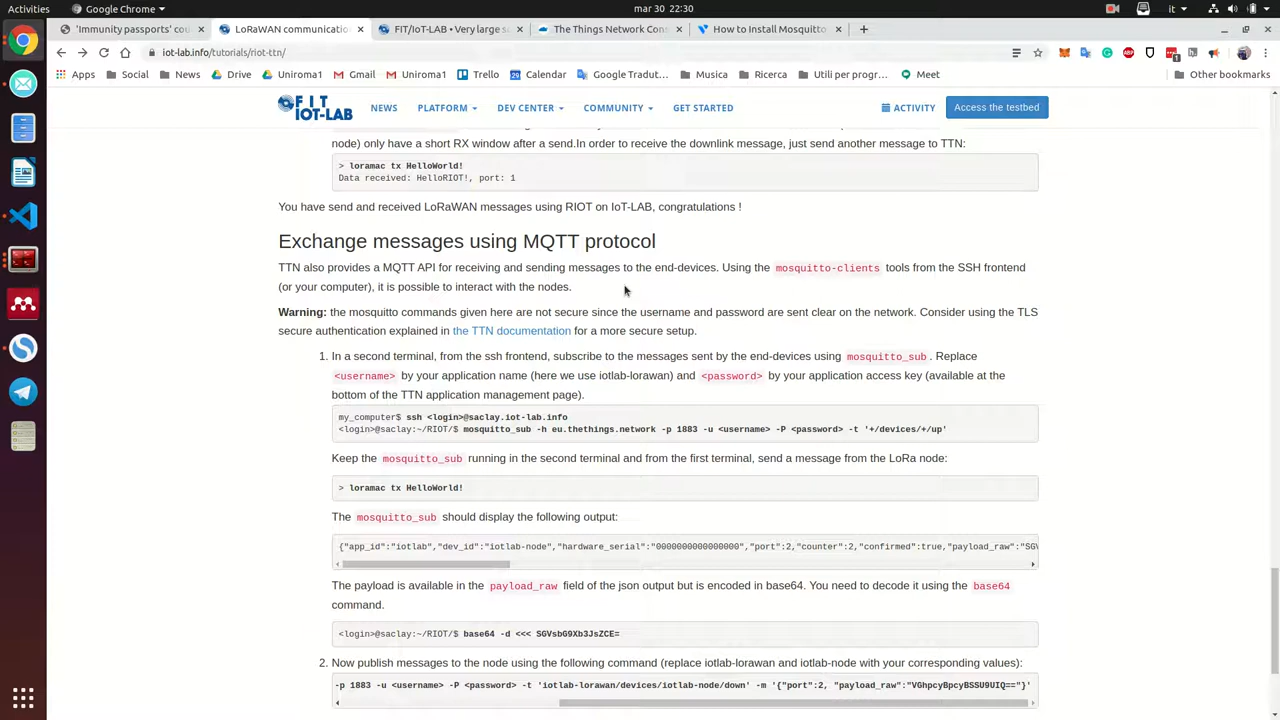 Activities
Google Chrome
mar 30 22:30
it
'Immunity passports' cou
LoRaWAN communicatio
FIT/IoT-LAB • Very large s
The Things Network Cons
How to Install Mosquitto
iot-lab.info/tutorials/riot-ttn/
Apps
Social
News
Drive
Uniroma1
Gmail
Uniroma1
Trello
Calendar
Google Tradut...
Musica
Ricerca
Utili per progr...
Meet
Other bookmarks
FIT IOT-LAB
NEWS
PLATFORM
DEV CENTER
COMMUNITY
GET STARTED
ACTIVITY
Access the testbed
node) only have a short RX window after a send.In order to receive the downlink message, just send another message to TTN:
> loramac tx HelloWorld!
Data received: HelloRIOT!, port: 1
You have send and received LoRaWAN messages using RIOT on IoT-LAB, congratulations !
Exchange messages using MQTT protocol
TTN also provides a MQTT API for receiving and sending messages to the end-devices. Using the mosquitto-clients tools from the SSH frontend
(or your computer), it is possible to interact with the nodes.
Warning: the mosquitto commands given here are not secure since the username and password are sent clear on the network. Consider using the TLS
secure authentication explained in the TTN documentation for a more secure setup.
1. In a second terminal, from the ssh frontend, subscribe to the messages sent by the end-devices using mosquitto_sub. Replace
<username> by your application name (here we use iotlab-lorawan) and <password> by your application access key (available at the
bottom of the TTN application management page).
my_computer$ ssh <login>@saclay.iot-lab.info
<login>@saclay:~/RIOT/$ mosquitto_sub -h eu.thethings.network -p 1883 -u <username> -P <password> -t '+/devices/+/up'
Keep the mosquitto_sub running in the second terminal and from the first terminal, send a message from the LoRa node:
> loramac tx HelloWorld!
The mosquitto_sub should display the following output:
{"app_id":"iotlab","dev_id":"iotlab-node","hardware_serial":"0000000000000000","port":2,"counter":2,"confirmed":true,"payload_raw":"SGV
The payload is available in the payload_raw field of the json output but is encoded in base64. You need to decode it using the base64
command.
<login>@saclay:~/RIOT/$ base64 -d <<< SGVsbG9Xb3JsZCE=
2. Now publish messages to the node using the following command (replace iotlab-lorawan and iotlab-node with your corresponding values):
-p 1883 -u <username> -P <password> -t 'iotlab-lorawan/devices/iotlab-node/down' -m '{"port":2, "payload_raw":"VGhpcyBpcyBSSU9UIQ=="}'